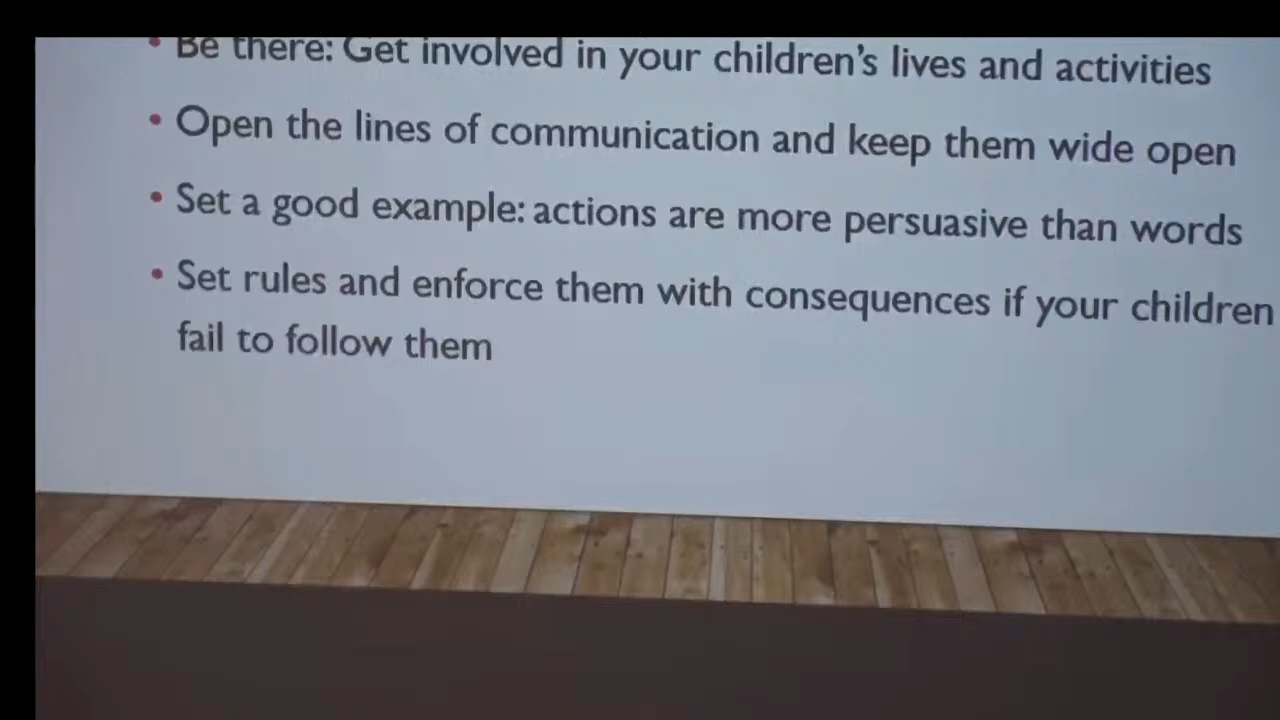 • Be there: Get involved in your children's lives and activities
• Open the lines of communication and keep them wide open
• Set a good example: actions are more persuasive than words
• Set rules and enforce them with consequences if your children
fail to follow them